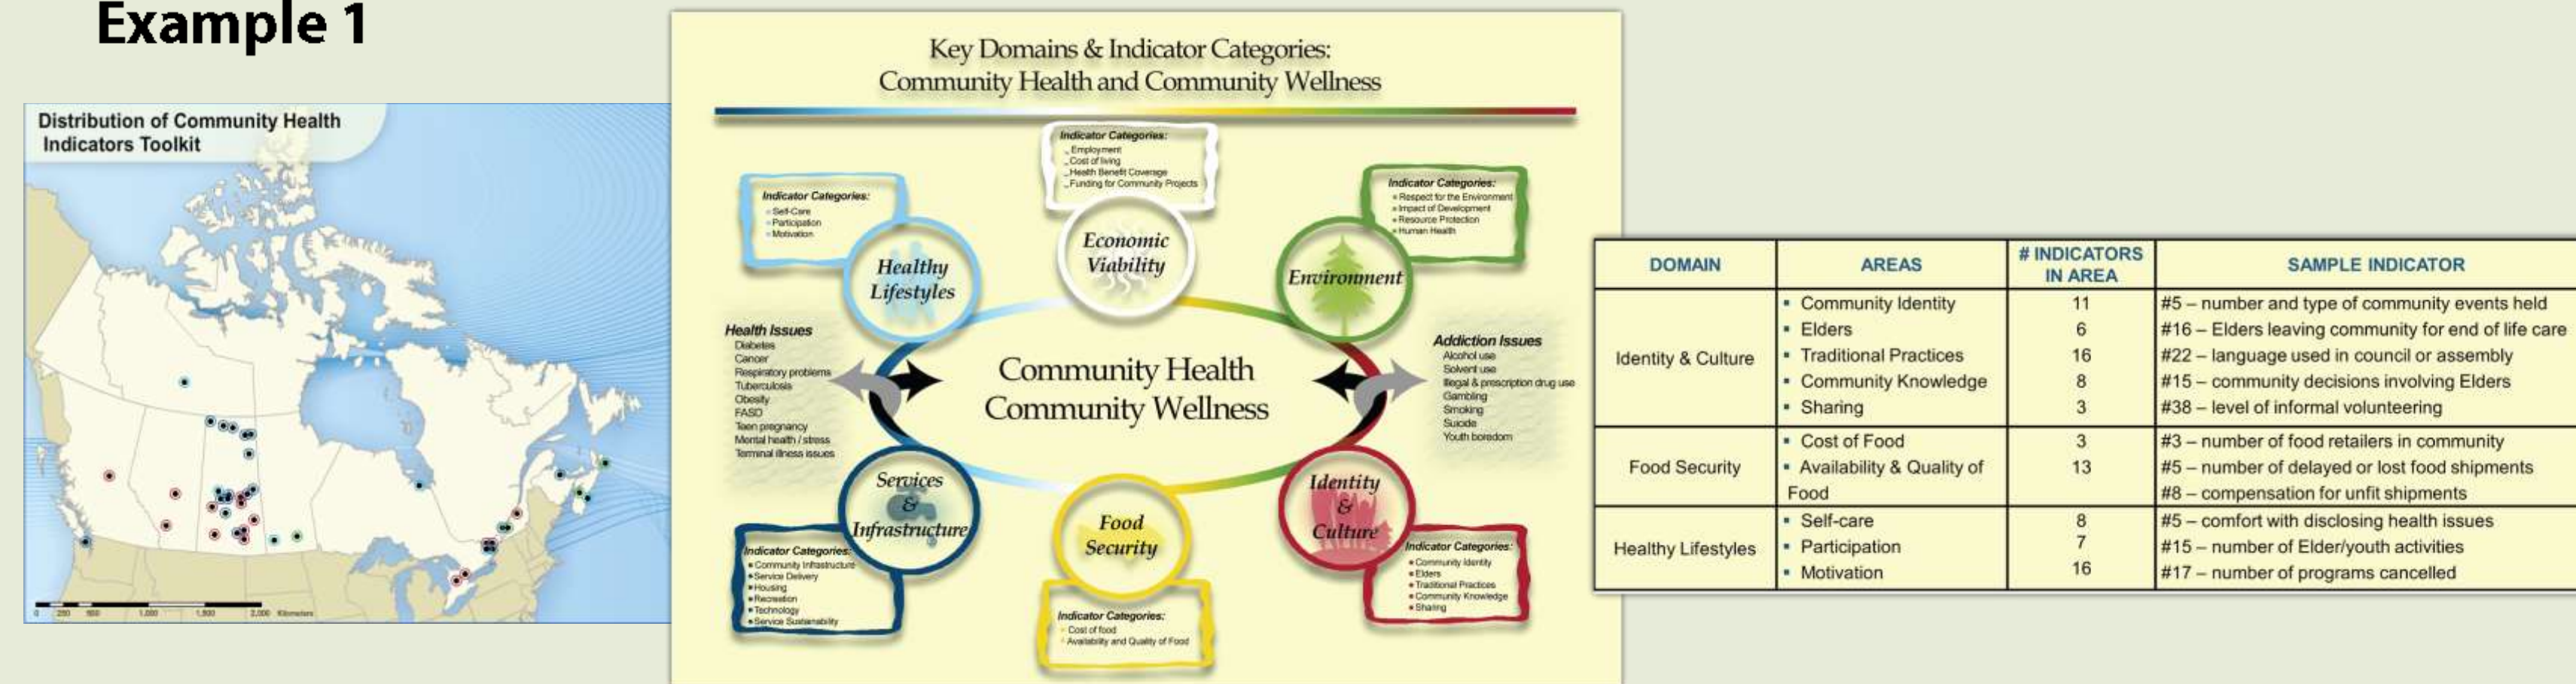 Example 1
Distribution of Community Health
Indicators Toolkit
0 250 500 1,000 1,500 2,000 Kilometers
Key Domains & Indicator Categories:
Community Health and Community Wellness
Indicator Categories:
Employment
Cost of living
Health Benefit Coverage
Funding for Community Projects
Economic
Viability
Indicator Categories:
Self-Care
Participation
Motivation
Healthy
Lifestyles
Indicator Categories:
Respect for the Environment
Impact of Development
Resource Protection
Human Health
Environment
Health Issues
Diabetes
Cancer
Respiratory problems
Tuberculosis
Obesity
FASD
Teen pregnancy
Mental health / stress
Terminal illness issues
Community Health
Community Wellness
Addiction Issues
Alcohol use
Solvent use
Illegal & prescription drug use
Gambling
Smoking
Suicide
Youth boredom
Services
&
Infrastructure
Indicator Categories:
Community Infrastructure
Service Delivery
Housing
Recreation
Technology
Service Sustainability
Food
Security
Indicator Categories:
Cost of food
Availability and Quality of Food
Identity
&
Culture
Indicator Categories:
Community Identity
Elders
Traditional Practices
Community Knowledge
Sharing
DOMAIN AREAS # INDICATORS IN AREA SAMPLE INDICATOR
Identity & Culture
▪ Community Identity 11 #5 – number and type of community events held
▪ Elders 6 #16 – Elders leaving community for end of life care
▪ Traditional Practices 16 #22 – language used in council or assembly
▪ Community Knowledge 8 #15 – community decisions involving Elders
▪ Sharing 3 #38 – level of informal volunteering
Food Security
▪ Cost of Food 3 #3 – number of food retailers in community
▪ Availability & Quality of 13 #5 – number of delayed or lost food shipments
Food #8 – compensation for unfit shipments
Healthy Lifestyles
▪ Self-care 8 #5 – comfort with disclosing health issues
▪ Participation 7 #15 – number of Elder/youth activities
▪ Motivation 16 #17 – number of programs cancelled